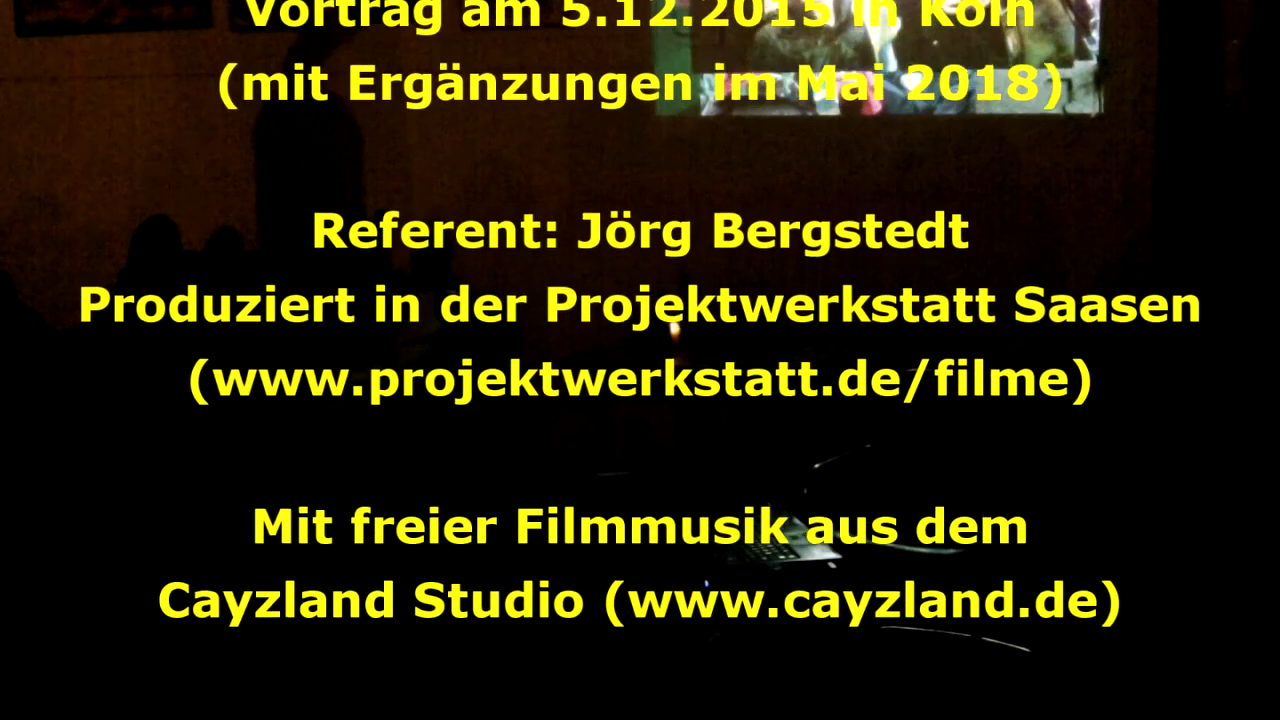 Vortrag am 5.12.2015 in Köln
(mit Ergänzungen im Mai 2018)
Referent: Jörg Bergstedt
Produziert in der Projektwerkstatt Saasen
(www.projektwerkstatt.de/filme)
Mit freier Filmmusik aus dem
Cayzland Studio (www.cayzland.de)